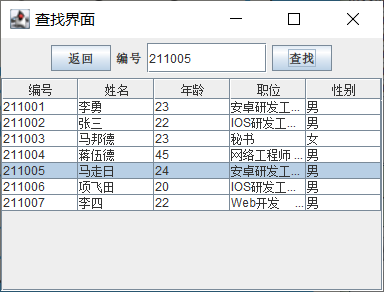 查找界面
返回 编号 211005 查找
编号 姓名 年龄 职位 性别
211001 李勇 23 安卓研发工... 男
211002 张三 22 IOS研发工... 男
211003 马邦德 23 秘书 女
211004 蒋伍德 45 网络工程师 ... 男
211005 马走日 24 安卓研发工... 男
211006 项飞田 20 IOS研发工... 男
211007 李四 22 Web开发 ... 男